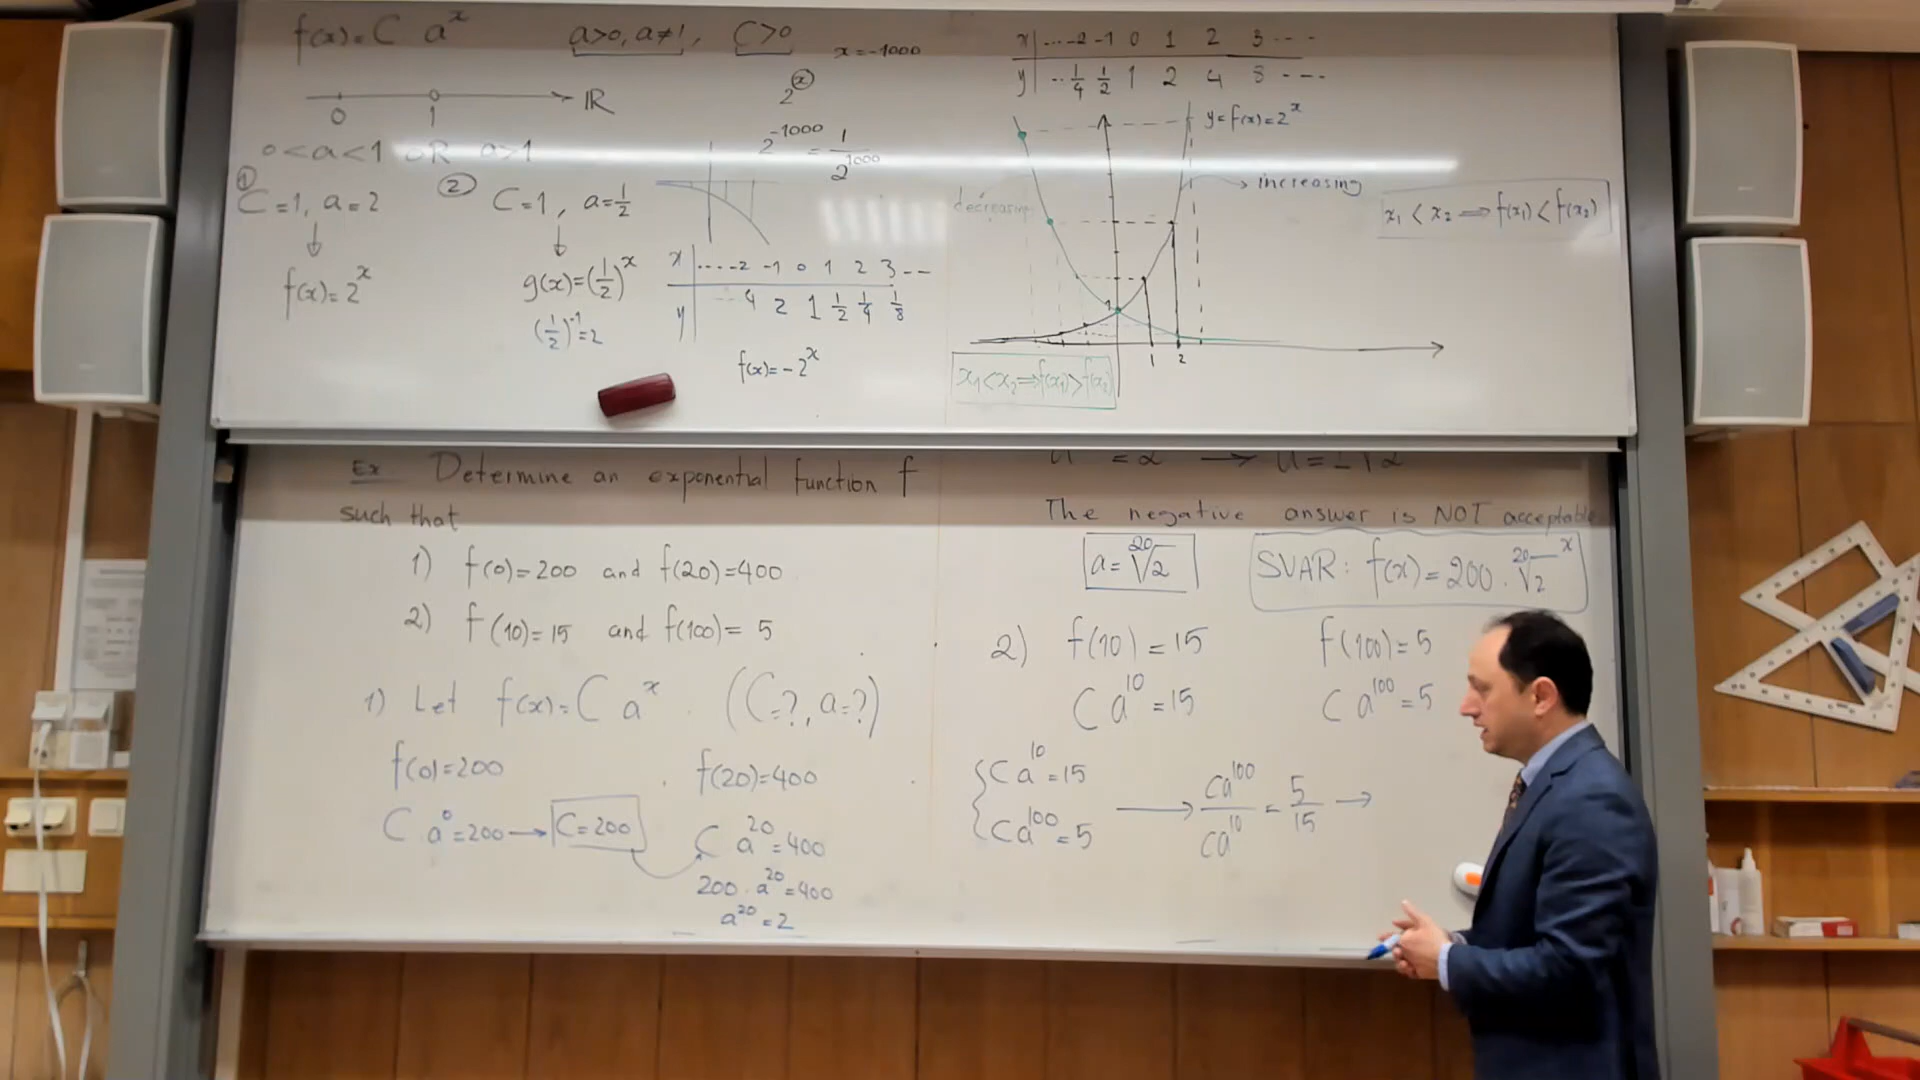 f(x)=C a^x
a>0, a≠1, C>0
x=-1000
0 1 ℝ
2^x
0<a<1 OR a>1
2^-1000 = 1/2^1000
① C=1, a=2
② C=1, a=1/2
f(x)=2^x
g(x)=(1/2)^x
(1/2)^-1=2
x | ....-2 -1 0 1 2 3 --
y | 4 2 1 1/2 1/4 1/8
f(x)=-2^x
x | ....-2 -1 0 1 2 3 ----
y | ..1/4 1/2 1 2 4 8 ----
y=f(x)=2^x
decreasing
increasing
x₁<x₂⇒f(x₁)<f(x₂)
1
1 2
x₁<x₂⇒f(x₁)>f(x₂)
Ex Determine an exponential function f
such that
1) f(0)=200 and f(20)=400
2) f(10)=15 and f(100)= 5
1) Let f(x)=C a^x . (C=?, a=?)
f(0)=200
C a^0=200 → C=200
f(20)=400
C a^20=400
200 . a^20=400
a^20=2
The negative answer is NOT acceptable
a=²⁰√2
SVAR: f(x)=200 . ²⁰√2^x
2) f(10)=15 f(100)=5
C a^10=15 C a^100=5
{Ca^10=15
Ca^100=5
→ Ca^100/Ca^10 = 5/15 →